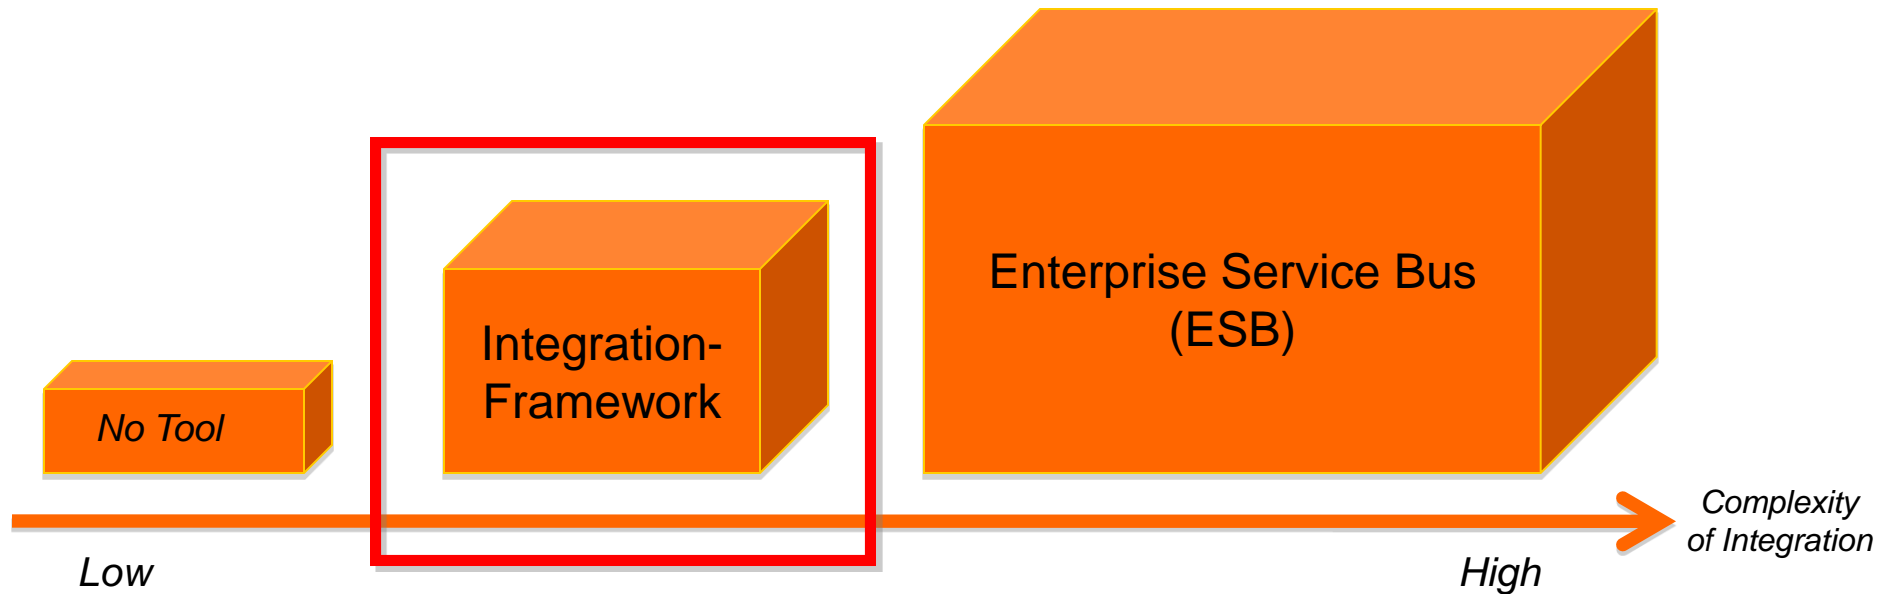 No Tool
Integration-
Framework
Enterprise Service Bus
(ESB)
Complexity
of Integration
Low
High